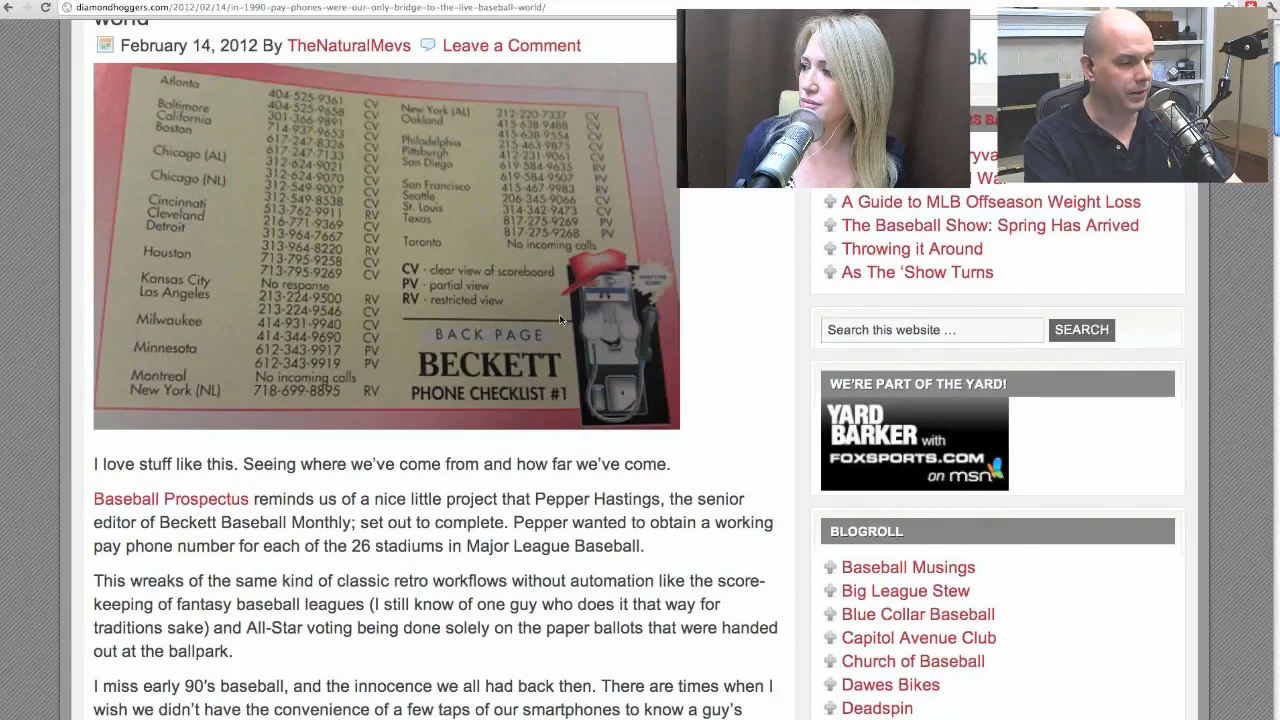 diamondhoggers.com/2012/02/14/in-1990-pay-phones-were-our-only-bridge-to-the-live-baseball-world/
world
February 14, 2012 By TheNaturalMevs Leave a Comment
Atlanta 404-525-9361 CV
404-525-9658 CV
Baltimore 301-366-9891 CV
California 714-937-9653 CV
Boston 617-247-8326 CV
617-247-7133 CV
Chicago (AL) 312-624-9021 CV
312-624-4070 CV
Chicago (NL) 312-549-9007 CV
312-549-8538 CV
Cincinnati 513-762-9911 RV
Cleveland 216-771-9369 CV
Detroit 313-964-7667 CV
313-964-8220 RV
Houston 713-795-9258 CV
713-795-9269 CV
Kansas City No response
Los Angeles 213-224-9500 RV
213-224-9546 CV
Milwaukee 414-931-9940 CV
414-344-9690 CV
Minnesota 612-343-9917 PV
612-343-9919 PV
Montreal No incoming calls
New York (NL) 718-699-8895 RV
New York (AL) 212-220-7337 CV
Oakland 415-638-9488 CV
415-638-9554 CV
Philadelphia 215-463-9875 CV
Pittsburgh 412-231-9061 CV
San Diego 619-584-9635 RV
619-584-9507 PV
San Francisco 415-467-9983 RV
Seattle 206-345-9066 CV
St. Louis 314-342-9473 CV
Texas 817-275-9269 PV
817-275-9268 PV
Toronto No incoming calls
CV - clear view of scoreboard
PV - partial view
RV - restricted view
BACK PAGE
BECKETT
PHONE CHECKLIST #1
I love stuff like this. Seeing where we've come from and how far we've come.
Baseball Prospectus reminds us of a nice little project that Pepper Hastings, the senior
editor of Beckett Baseball Monthly; set out to complete. Pepper wanted to obtain a working
pay phone number for each of the 26 stadiums in Major League Baseball.
This wreaks of the same kind of classic retro workflows without automation like the score-
keeping of fantasy baseball leagues (I still know of one guy who does it that way for
traditions sake) and All-Star voting being done solely on the paper ballots that were handed
out at the ballpark.
I miss early 90's baseball, and the innocence we all had back then. There are times when I
wish we didn't have the convenience of a few taps of our smartphones to know a guy's
A Guide to MLB Offseason Weight Loss
The Baseball Show: Spring Has Arrived
Throwing it Around
As The 'Show Turns
Search this website … SEARCH
WE'RE PART OF THE YARD!
YARD
BARKER with
FOXSPORTS.COM
on msn
BLOGROLL
Baseball Musings
Big League Stew
Blue Collar Baseball
Capitol Avenue Club
Church of Baseball
Dawes Bikes
Deadspin